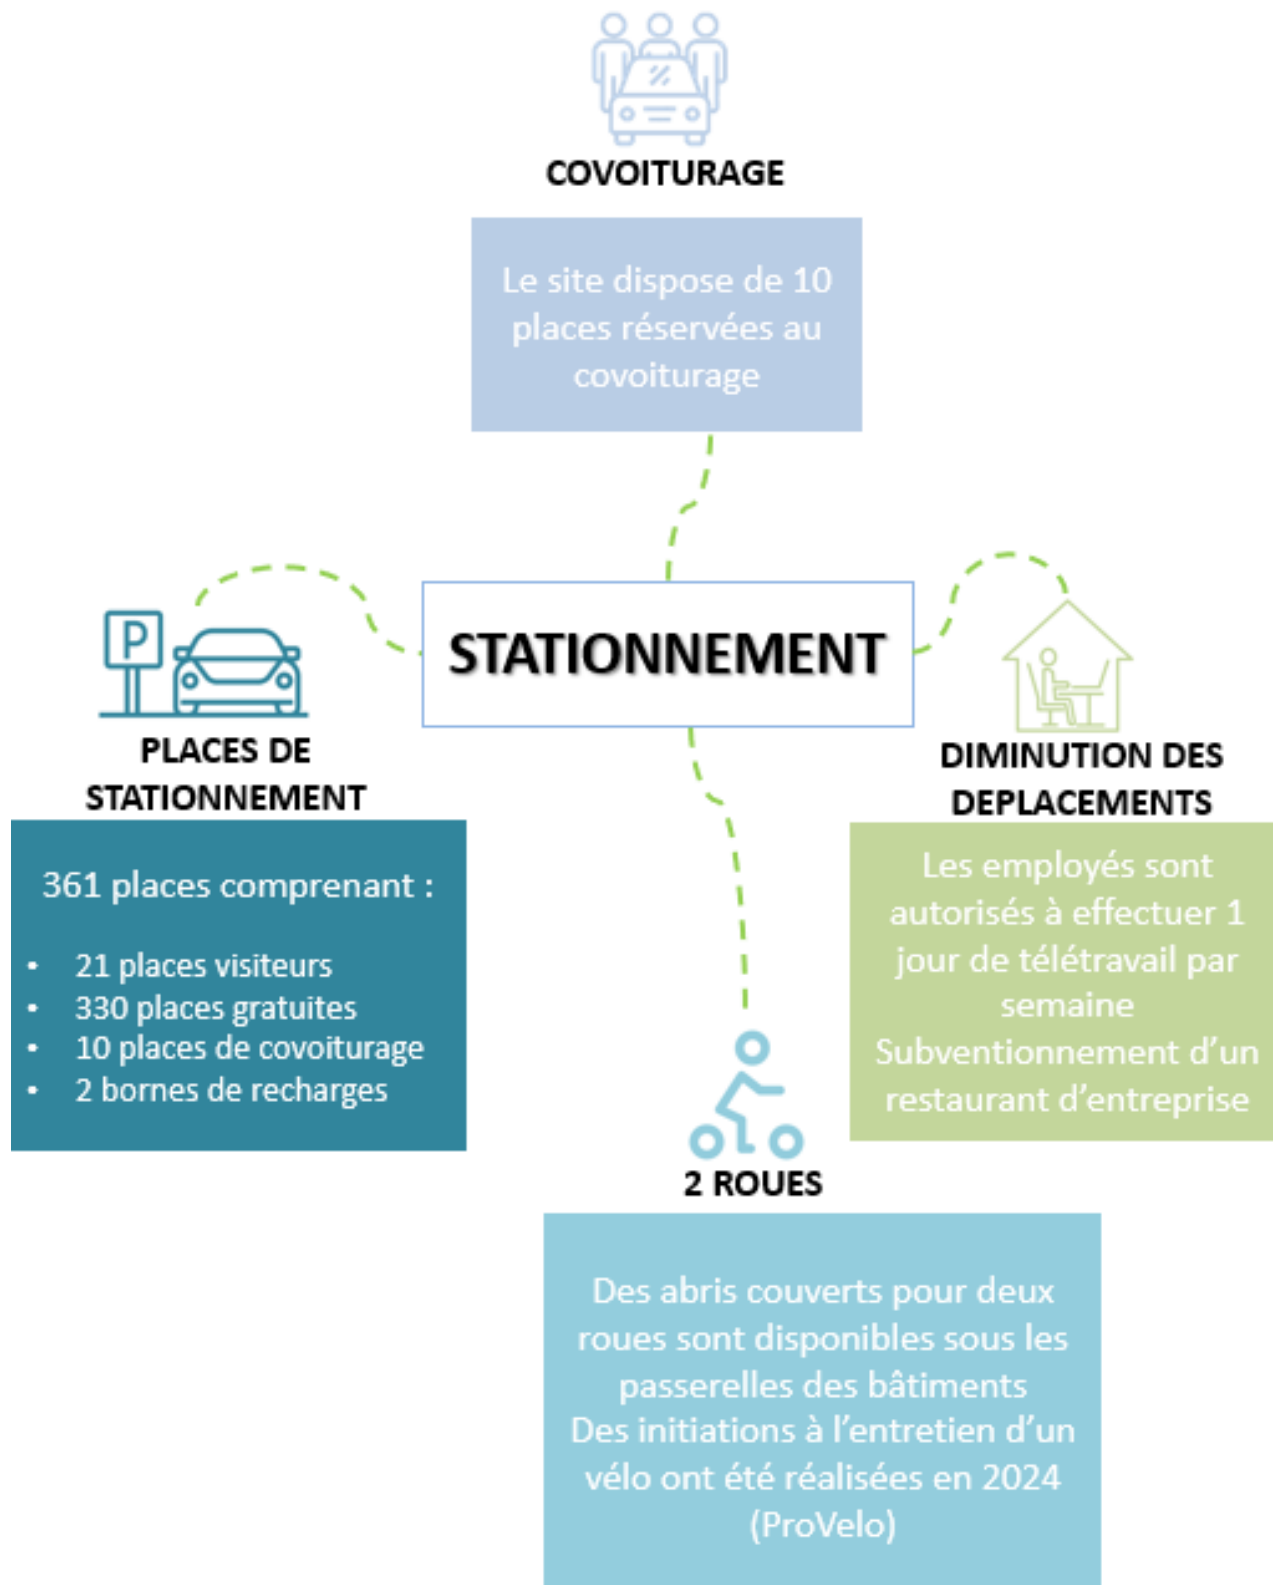 COVOITURAGE
Le site dispose de 10
places réservées au
covoiturage
STATIONNEMENT
P
PLACES DE
STATIONNEMENT
361 places comprenant :
• 21 places visiteurs
• 330 places gratuites
• 10 places de covoiturage
• 2 bornes de recharges
DIMINUTION DES
DEPLACEMENTS
Les employés sont
autorisés à effectuer 1
jour de télétravail par
semaine
Subventionnement d’un
restaurant d’entreprise
2 ROUES
Des abris couverts pour deux
roues sont disponibles sous les
passerelles des bâtiments
Des initiations à l’entretien d’un
vélo ont été réalisées en 2024
(ProVelo)